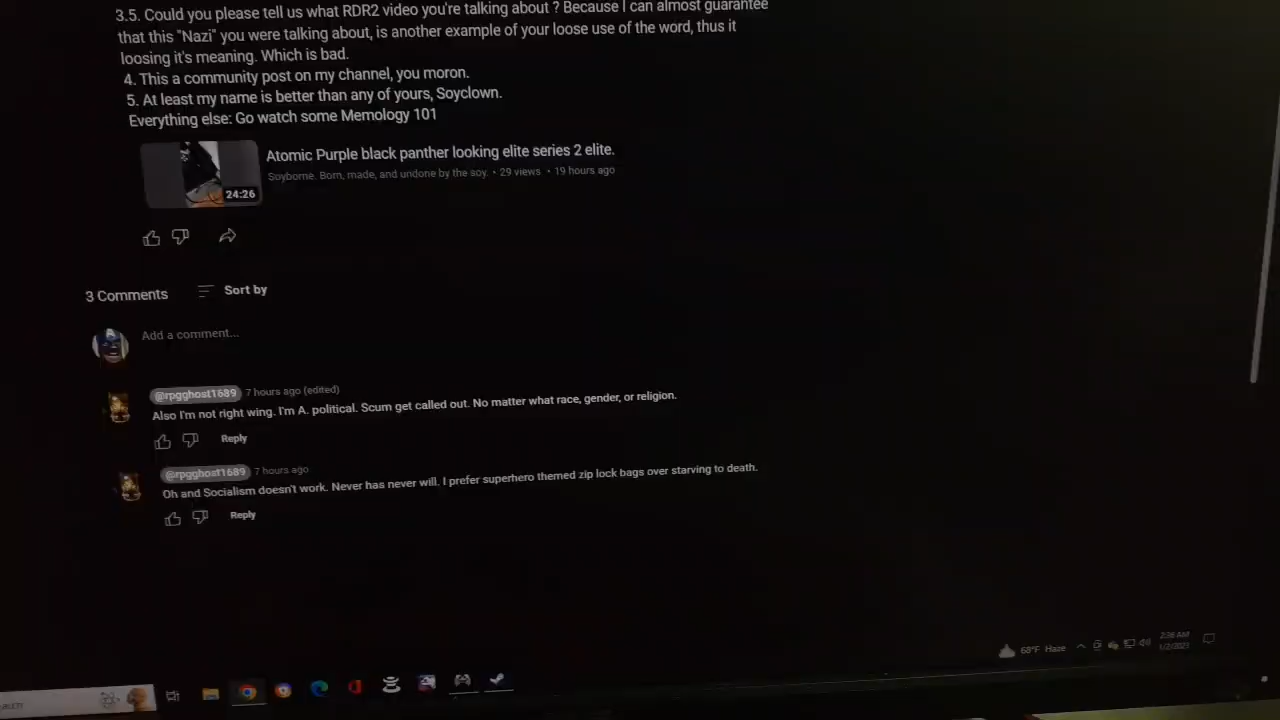 3.5. Could you please tell us what RDR2 video you're talking about ? Because I can almost guarantee
that this "Nazi" you were talking about, is another example of your loose use of the word, thus it
loosing it's meaning. Which is bad.
4. This a community post on my channel, you moron.
5. At least my name is better than any of yours, Soyclown.
Everything else: Go watch some Memology 101
Atomic Purple black panther looking elite series 2 elite.
Soyborne. Born, made, and undone by the soy. • 29 views • 19 hours ago
24:26
3 Comments
Sort by
Add a comment...
@rpgghost1689 7 hours ago (edited)
Also I'm not right wing. I'm A. political. Scum get called out. No matter what race, gender, or religion.
Reply
@rpgghost1689 7 hours ago
Oh and Socialism doesn't work. Never has never will. I prefer superhero themed zip lock bags over starving to death.
Reply
68°F Haze
2:36 AM
1/2/2023